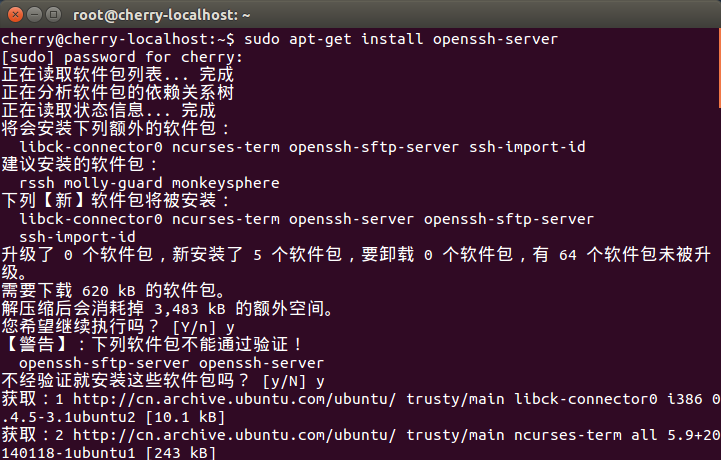 root@cherry-localhost: ~
cherry@cherry-localhost:~$ sudo apt-get install openssh-server
[sudo] password for cherry:
正在读取软件包列表... 完成
正在分析软件包的依赖关系树
正在读取状态信息... 完成
将会安装下列额外的软件包：
  libck-connector0 ncurses-term openssh-sftp-server ssh-import-id
建议安装的软件包：
  rssh molly-guard monkeysphere
下列【新】软件包将被安装：
  libck-connector0 ncurses-term openssh-server openssh-sftp-server
  ssh-import-id
升级了 0 个软件包，新安装了 5 个软件包，要卸载 0 个软件包，有 64 个软件包未被升
级。
需要下载 620 kB 的软件包。
解压缩后会消耗掉 3,483 kB 的额外空间。
您希望继续执行吗？ [Y/n] y
【警告】：下列软件包不能通过验证！
  openssh-sftp-server openssh-server
不经验证就安装这些软件包吗？ [y/N] y
获取：1 http://cn.archive.ubuntu.com/ubuntu/ trusty/main libck-connector0 i386 0
.4.5-3.1ubuntu2 [10.1 kB]
获取：2 http://cn.archive.ubuntu.com/ubuntu/ trusty/main ncurses-term all 5.9+20
140118-1ubuntu1 [243 kB]